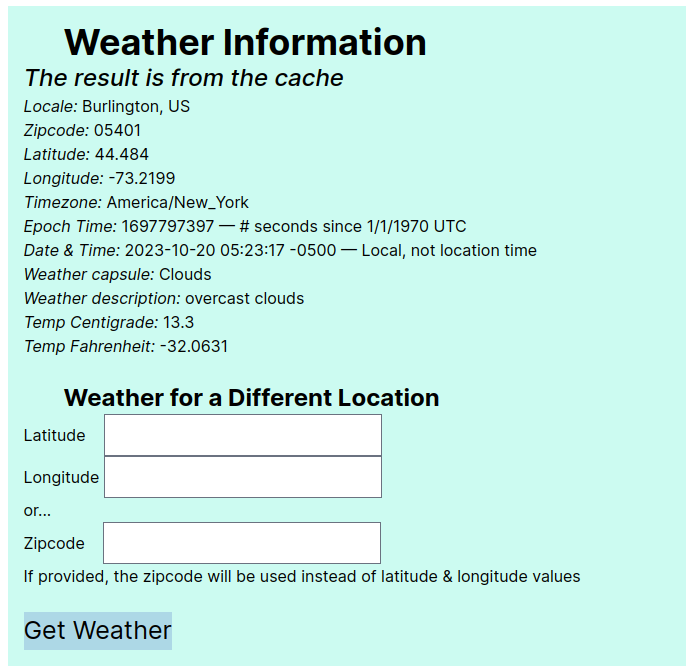 Weather Information
The result is from the cache
Locale: Burlington, US
Zipcode: 05401
Latitude: 44.484
Longitude: -73.2199
Timezone: America/New_York
Epoch Time: 1697797397 — # seconds since 1/1/1970 UTC
Date & Time: 2023-10-20 05:23:17 -0500 — Local, not location time
Weather capsule: Clouds
Weather description: overcast clouds
Temp Centigrade: 13.3
Temp Fahrenheit: -32.0631
Weather for a Different Location
Latitude
Longitude
or...
Zipcode
If provided, the zipcode will be used instead of latitude & longitude values
Get Weather